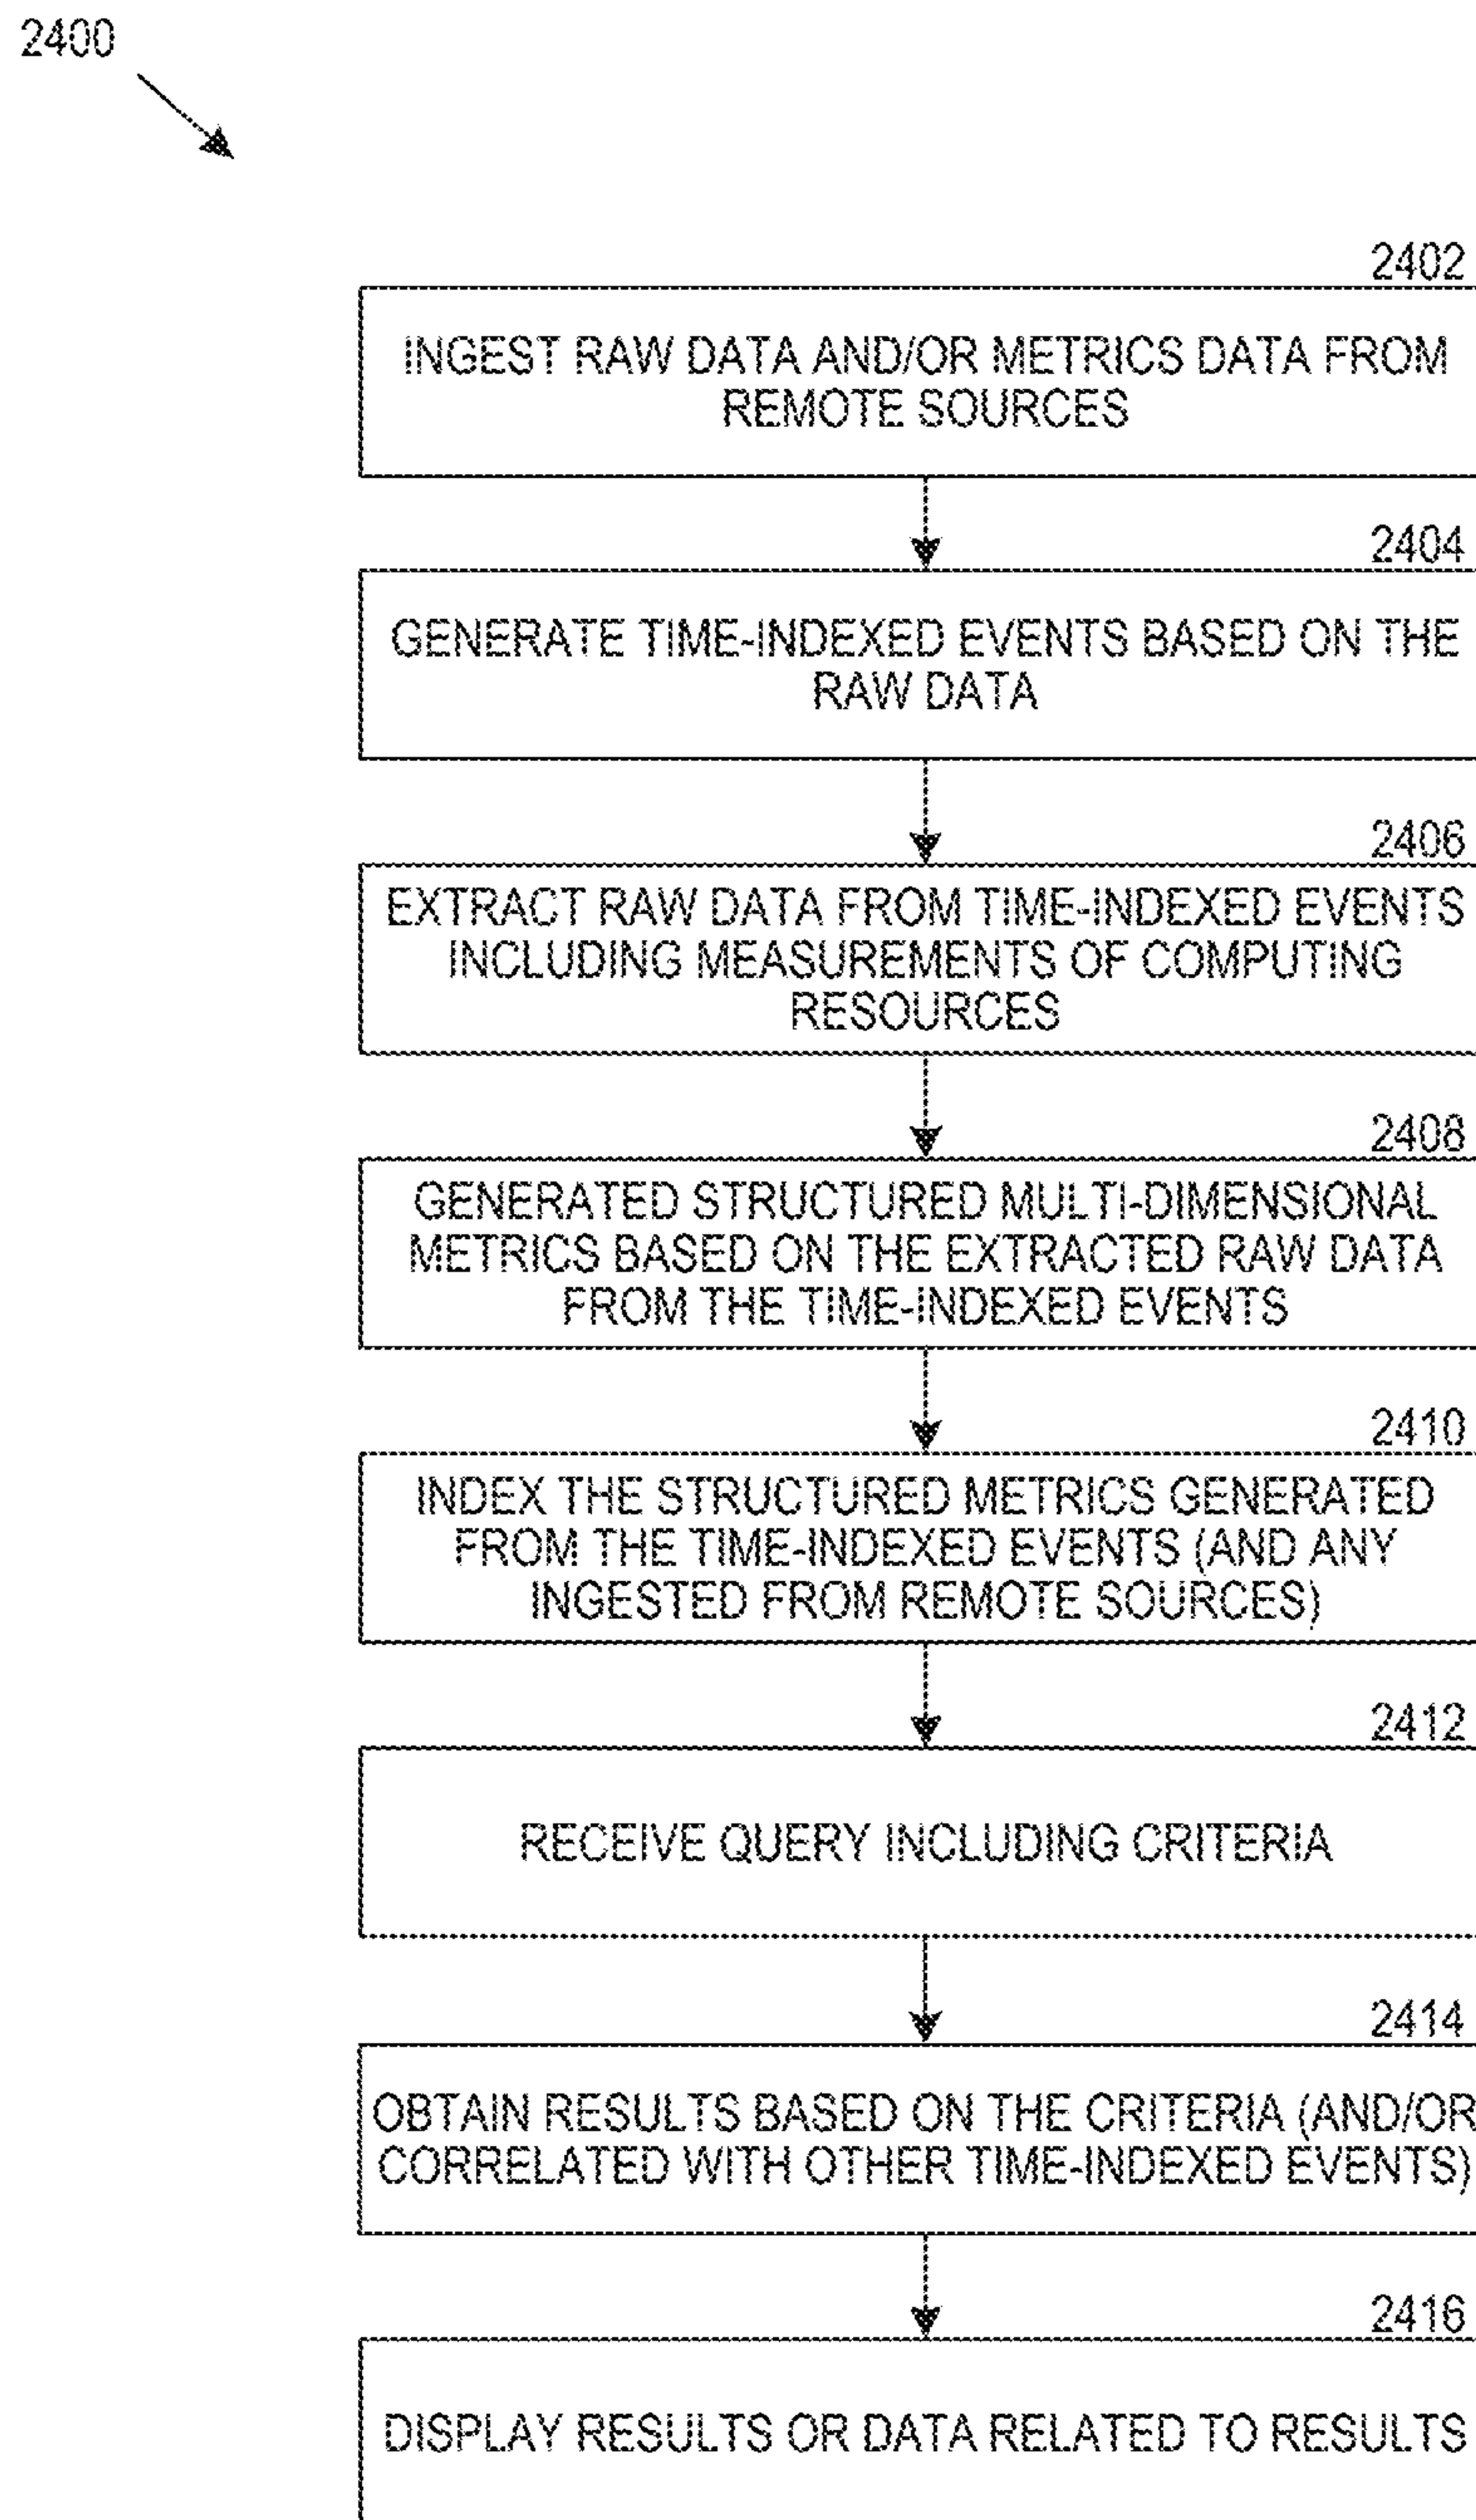 2400
2402
INGEST RAW DATA AND/OR METRICS DATA FROM
REMOTE SOURCES
2404
GENERATE TIME-INDEXED EVENTS BASED ON THE
RAW DATA
2406
EXTRACT RAW DATA FROM TIME-INDEXED EVENTS
INCLUDING MEASUREMENTS OF COMPUTING
RESOURCES
2408
GENERATED STRUCTURED MULTI-DIMENSIONAL
METRICS BASED ON THE EXTRACTED RAW DATA
FROM THE TIME-INDEXED EVENTS
2410
INDEX THE STRUCTURED METRICS GENERATED
FROM THE TIME-INDEXED EVENTS (AND ANY
INGESTED FROM REMOTE SOURCES)
2412
RECEIVE QUERY INCLUDING CRITERIA
2414
OBTAIN RESULTS BASED ON THE CRITERIA (AND/OR
CORRELATED WITH OTHER TIME-INDEXED EVENTS)
2416
DISPLAY RESULTS OR DATA RELATED TO RESULTS